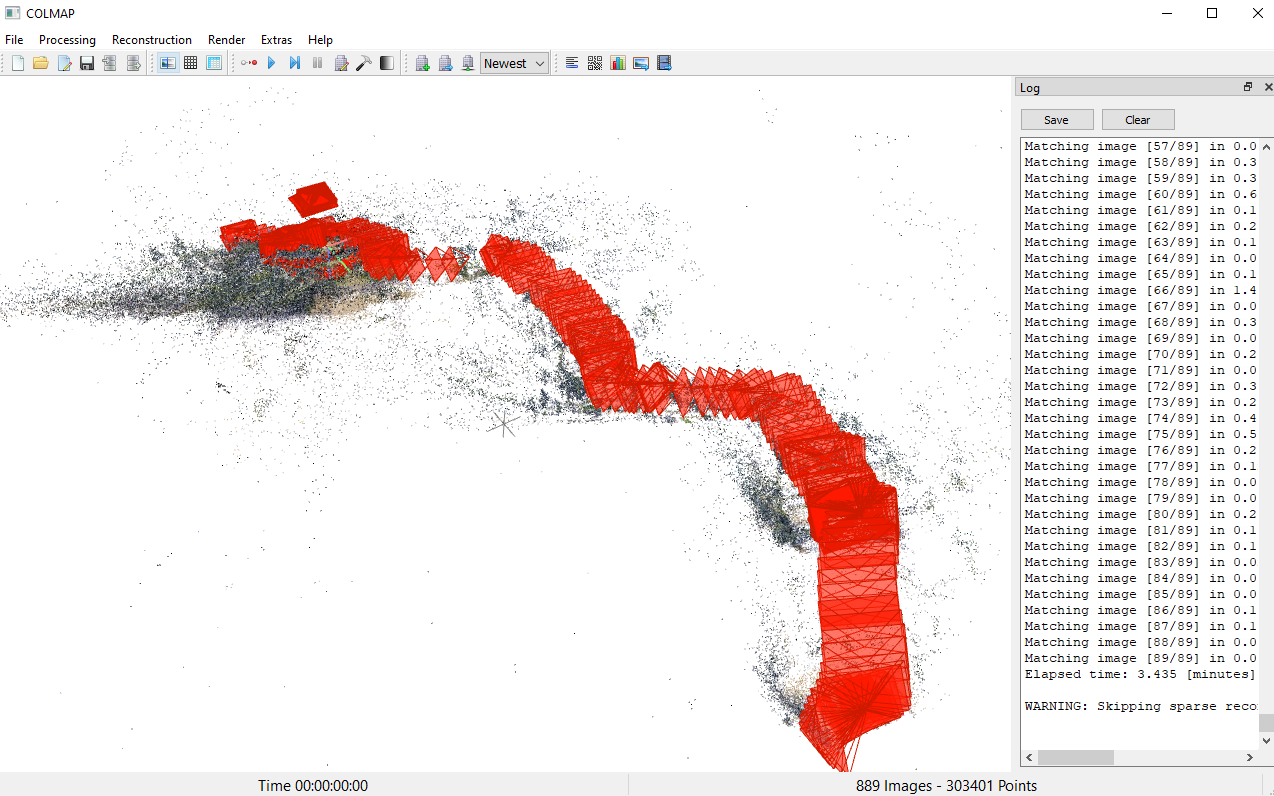 COLMAP
File Processing Reconstruction Render Extras Help
Newest
Log
Save Clear
Matching image [57/89] in 0.0
Matching image [58/89] in 0.3
Matching image [59/89] in 0.3
Matching image [60/89] in 0.6
Matching image [61/89] in 0.1
Matching image [62/89] in 0.2
Matching image [63/89] in 0.1
Matching image [64/89] in 0.0
Matching image [65/89] in 0.1
Matching image [66/89] in 1.4
Matching image [67/89] in 0.0
Matching image [68/89] in 0.3
Matching image [69/89] in 0.0
Matching image [70/89] in 0.2
Matching image [71/89] in 0.0
Matching image [72/89] in 0.3
Matching image [73/89] in 0.2
Matching image [74/89] in 0.4
Matching image [75/89] in 0.5
Matching image [76/89] in 0.2
Matching image [77/89] in 0.1
Matching image [78/89] in 0.0
Matching image [79/89] in 0.0
Matching image [80/89] in 0.2
Matching image [81/89] in 0.1
Matching image [82/89] in 0.1
Matching image [83/89] in 0.0
Matching image [84/89] in 0.0
Matching image [85/89] in 0.0
Matching image [86/89] in 0.1
Matching image [87/89] in 0.1
Matching image [88/89] in 0.0
Matching image [89/89] in 0.0
Elapsed time: 3.435 [minutes]
WARNING: Skipping sparse reco
Time 00:00:00:00
889 Images - 303401 Points